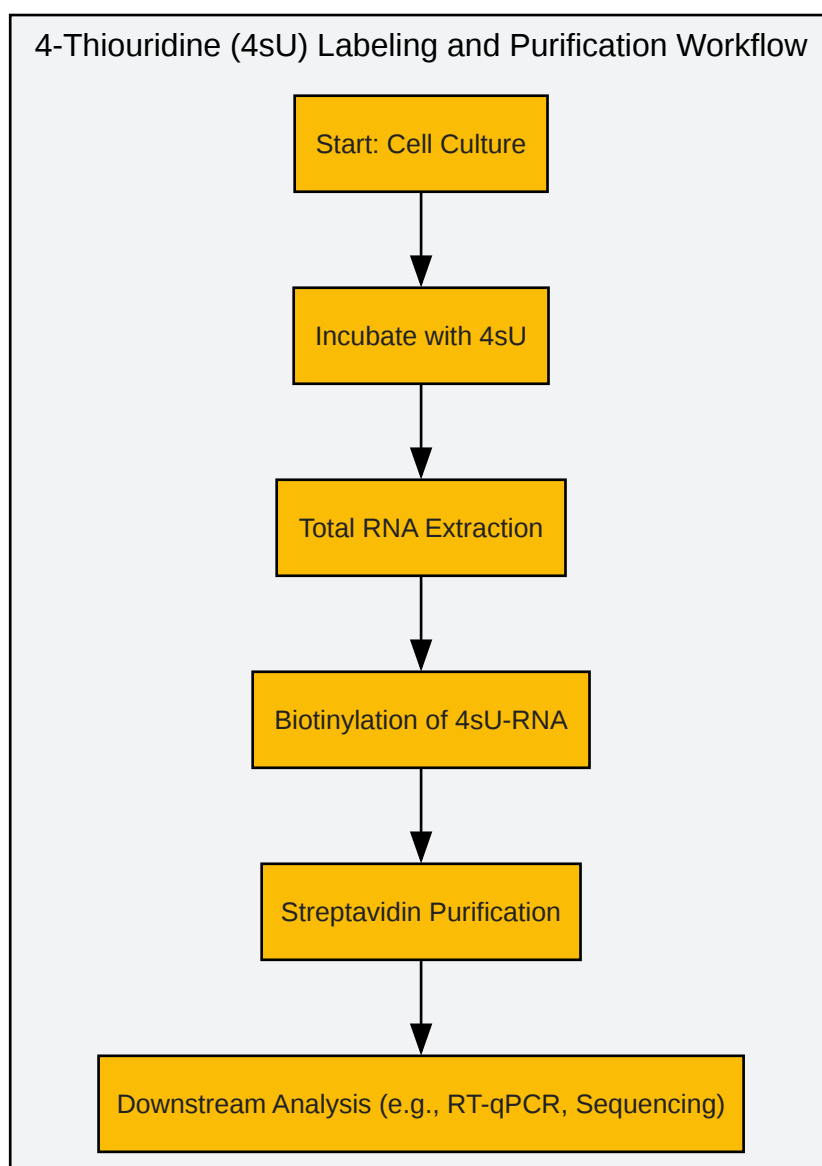 4-Thiouridine (4sU) Labeling and Purification Workflow
Start: Cell Culture
Incubate with 4sU
Total RNA Extraction
Biotinylation of 4sU-RNA
Streptavidin Purification
Downstream Analysis (e.g., RT-qPCR, Sequencing)